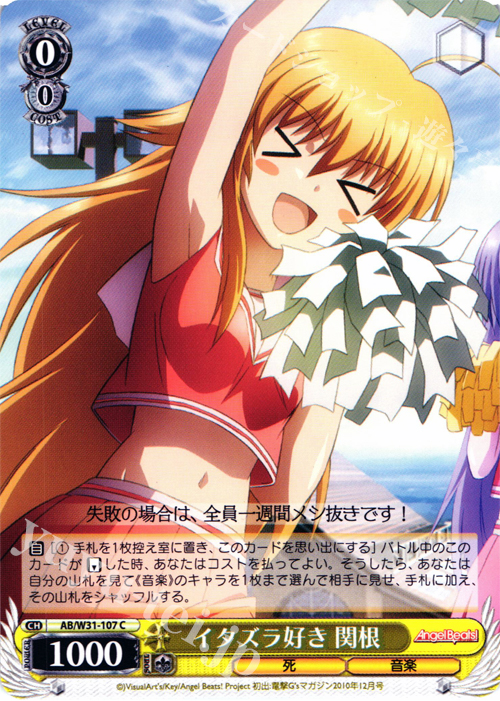 LEVEL
0
0
COST
失敗の場合は、全員一週間メシ抜きです！
自 [① 手札を1枚控え室に置き、このカードを思い出にする] バトル中のこの
カードが した時、あなたはコストを払ってよい。そうしたら、あなたは
自分の山札を見て《音楽》のキャラを1枚まで選んで相手に見せ、手札に加え、
その山札をシャッフルする。
CH AB/W31-107 C
イタズラ好き 関根
Angel Beats!
POWER 1000 SOUL
死 音楽
©VisualArt's/Key/Angel Beats! Project 初出:電撃G'sマガジン2010年12月号